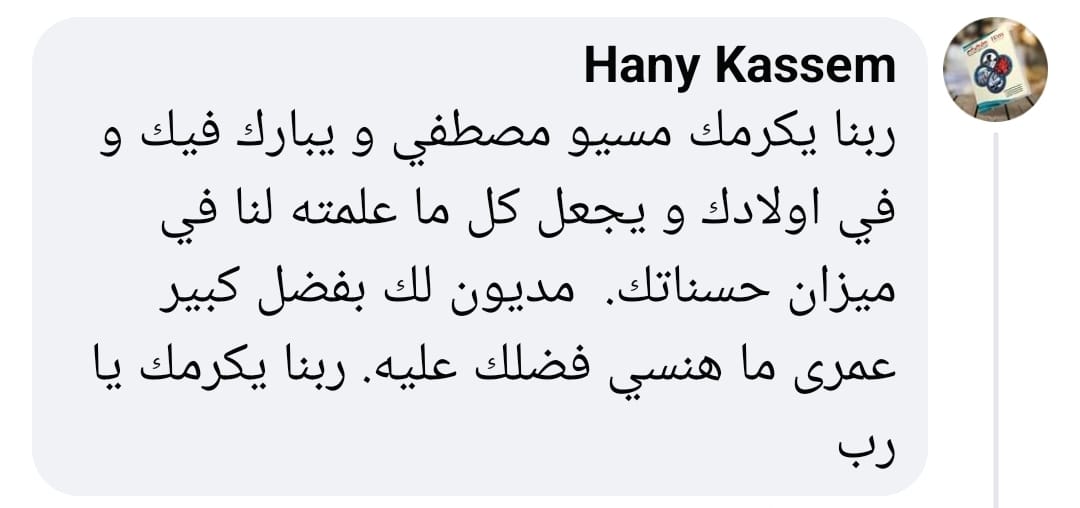 Hany Kassem
ربنا يكرمك مسيو مصطفي و يبارك فيك و
في اولادك و يجعل كل ما علمته لنا في
ميزان حسناتك.  مديون لك بفضل كبير
عمرى ما هنسي فضلك عليه. ربنا يكرمك يا
رب